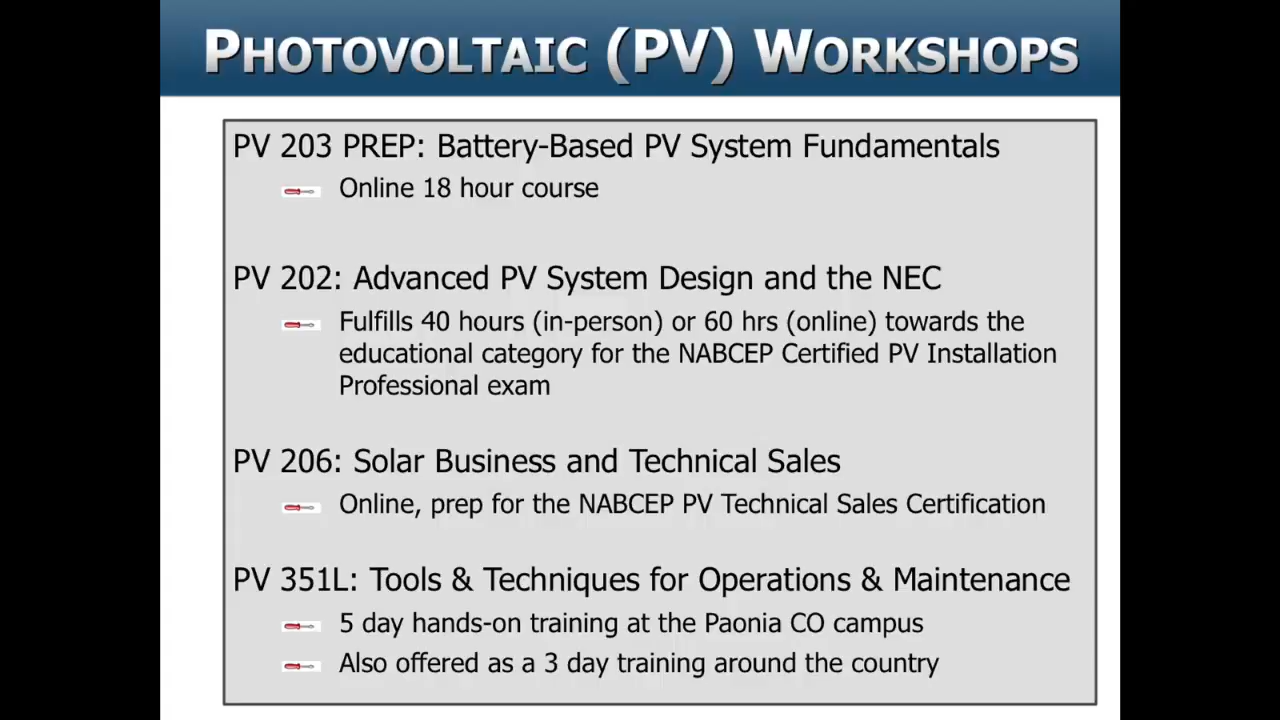 PHOTOVOLTAIC (PV) WORKSHOPS
PV 203 PREP: Battery-Based PV System Fundamentals
Online 18 hour course
PV 202: Advanced PV System Design and the NEC
Fulfills 40 hours (in-person) or 60 hrs (online) towards the
educational category for the NABCEP Certified PV Installation
Professional exam
PV 206: Solar Business and Technical Sales
Online, prep for the NABCEP PV Technical Sales Certification
PV 351L: Tools & Techniques for Operations & Maintenance
5 day hands-on training at the Paonia CO campus
Also offered as a 3 day training around the country